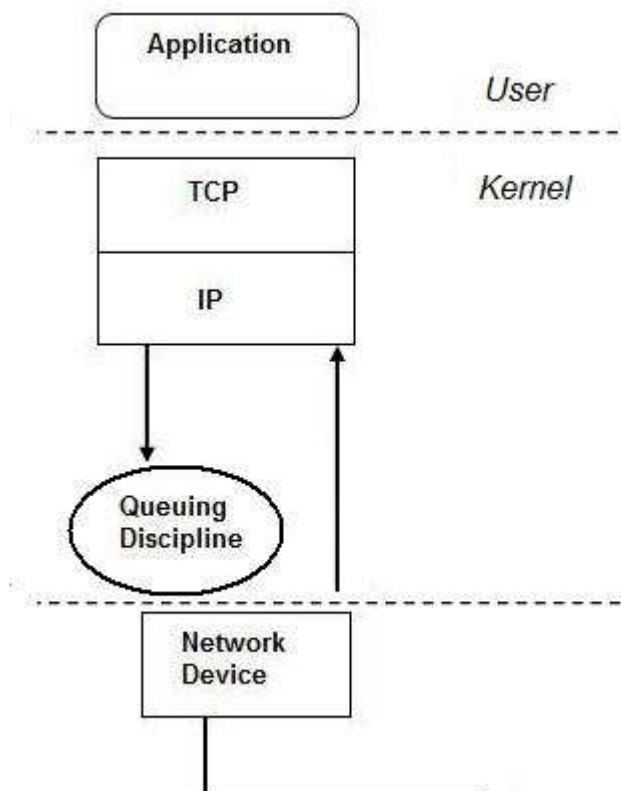 Application
User
TCP
Kernel
IP
Queuing
Discipline
Network
Device